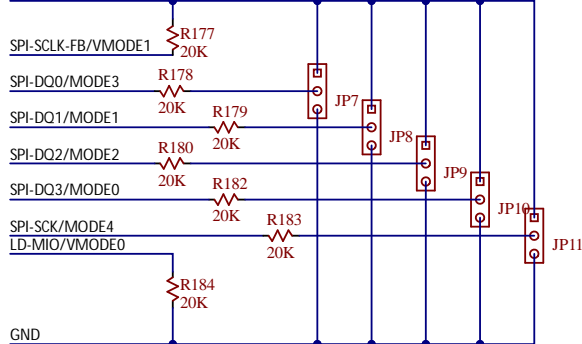 R177
SPI-SCLK-FB/VMODE1
20K
R178
SPI-DQ0/MODE3
20K
JP7
R179
SPI-DQ1/MODE1
20K
JP8
R180
SPI-DQ2/MODE2
20K
JP9
R182
SPI-DQ3/MODE0
20K
JP10
R183
SPI-SCK/MODE4
20K
JP11
LD-MIO/VMODE0
R184
20K
GND